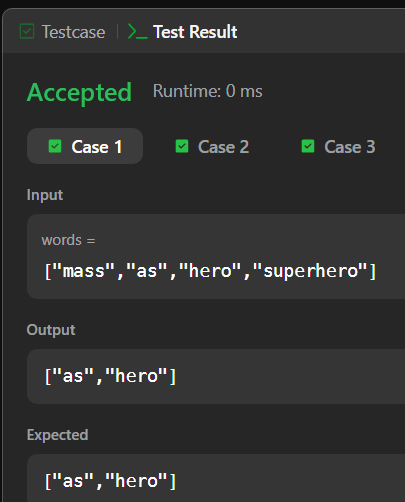 Testcase | Test Result
Accepted Runtime: 0 ms
Case 1 Case 2 Case 3
Input
words =
["mass","as","hero","superhero"]
Output
["as","hero"]
Expected
["as","hero"]